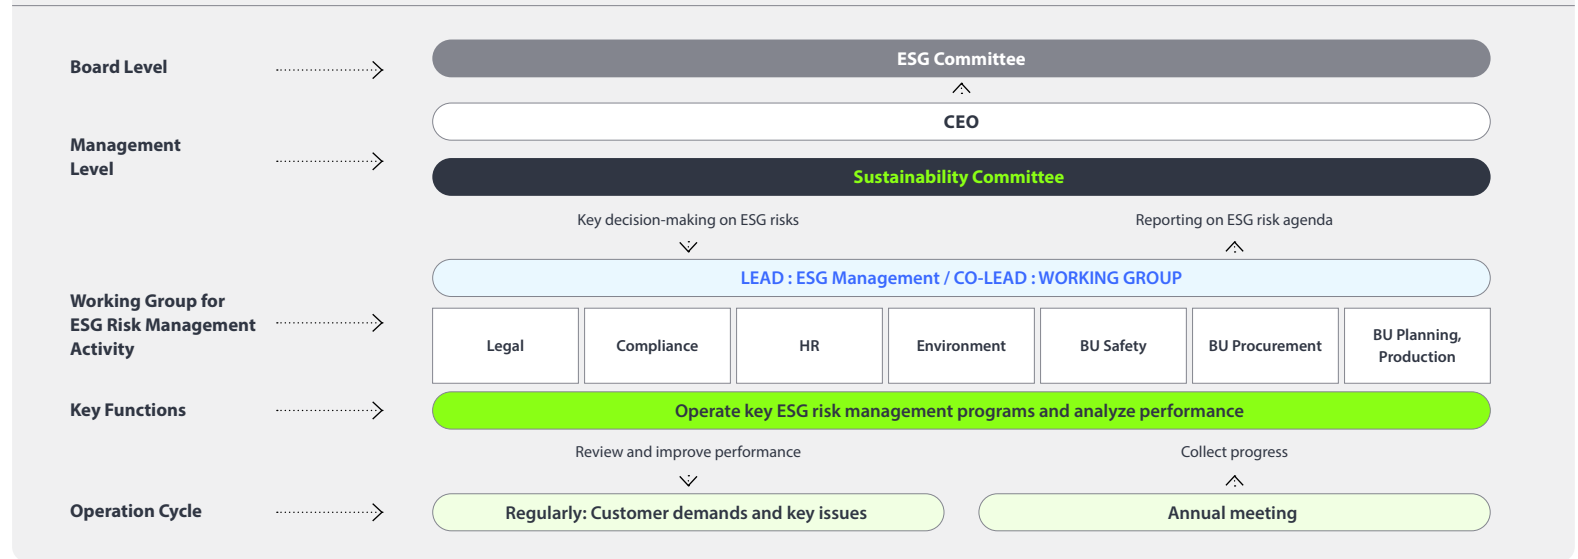 Board Level
ESG Committee
CEO
Management
Level
Sustainability Committee
Key decision-making on ESG risks
Reporting on ESG risk agenda
LEAD : ESG Management / CO-LEAD : WORKING GROUP
Working Group for
ESG Risk Management
Activity
Legal
Compliance
HR
Environment
BU Safety
BU Procurement
BU Planning,
Production
Key Functions
Operate key ESG risk management programs and analyze performance
Review and improve performance
Collect progress
Operation Cycle
Regularly: Customer demands and key issues
Annual meeting